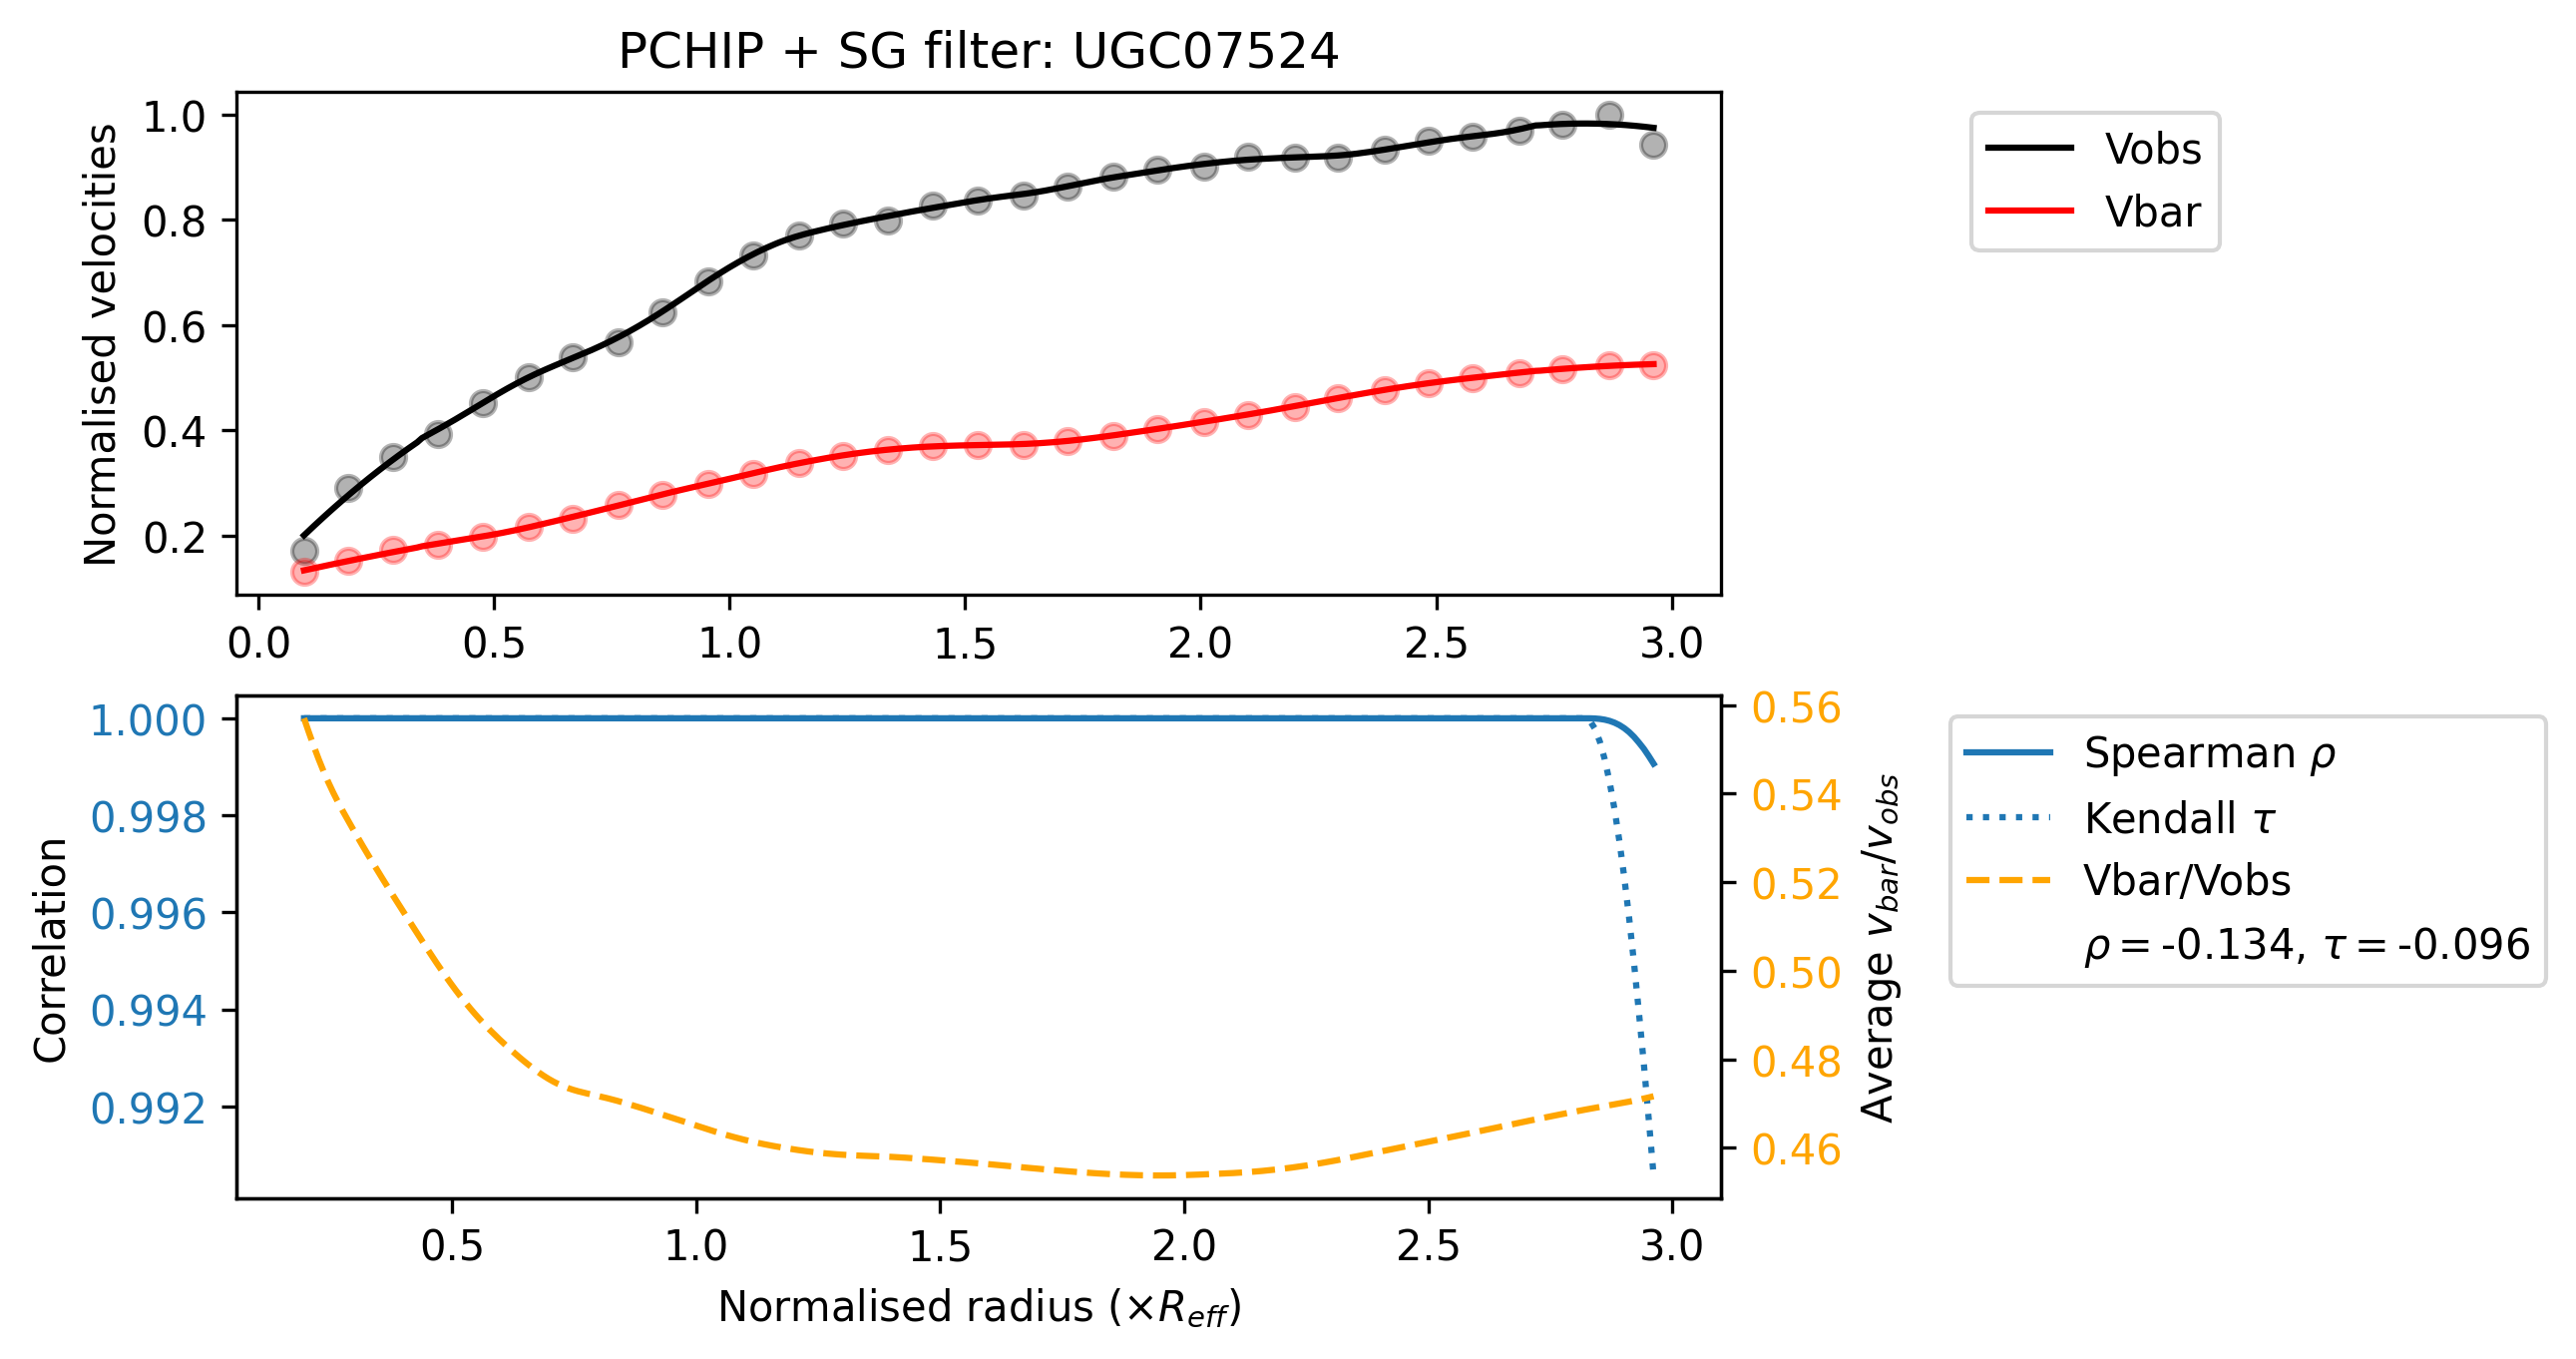 PCHIP + SG filter: UGC07524
Normalised velocities
1.0
0.8
0.6
0.4
0.2
0.0 0.5 1.0 1.5 2.0 2.5 3.0
Vobs
Vbar
Correlation
1.000
0.998
0.996
0.994
0.992
0.56
0.54
0.52
0.50
0.48
0.46
Average v_bar/v_obs
0.5 1.0 1.5 2.0 2.5 3.0
Normalised radius (×R_eff)
Spearman ρ
Kendall τ
Vbar/Vobs
ρ = -0.134, τ = -0.096